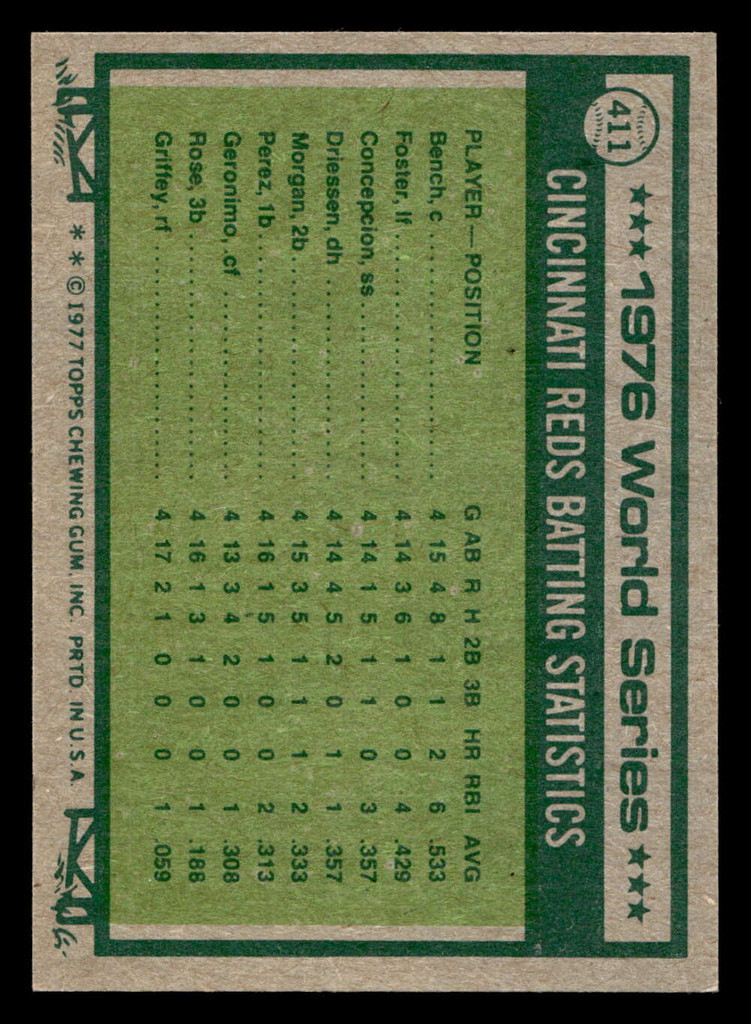 411
★★★ 1976 World Series ★★★
CINCINNATI REDS BATTING STATISTICS
PLAYER — POSITION G AB R H 2B 3B HR RBI AVG
Bench, c 4 15 4 8 1 1 2 6 .533
Foster, lf 4 14 3 6 1 0 0 4 .429
Concepcion, ss 4 14 1 5 1 1 0 3 .357
Driessen, dh 4 14 4 5 2 0 1 1 .357
Morgan, 2b 4 15 3 5 1 1 1 2 .333
Perez, 1b 4 16 1 5 1 0 0 2 .313
Geronimo, cf 4 13 3 4 2 0 0 1 .308
Rose, 3b 4 16 1 3 1 0 0 1 .188
Griffey, rf 4 17 2 1 0 0 0 1 .059
* * © 1977 TOPPS CHEWING GUM, INC. PRTD. IN U.S.A.